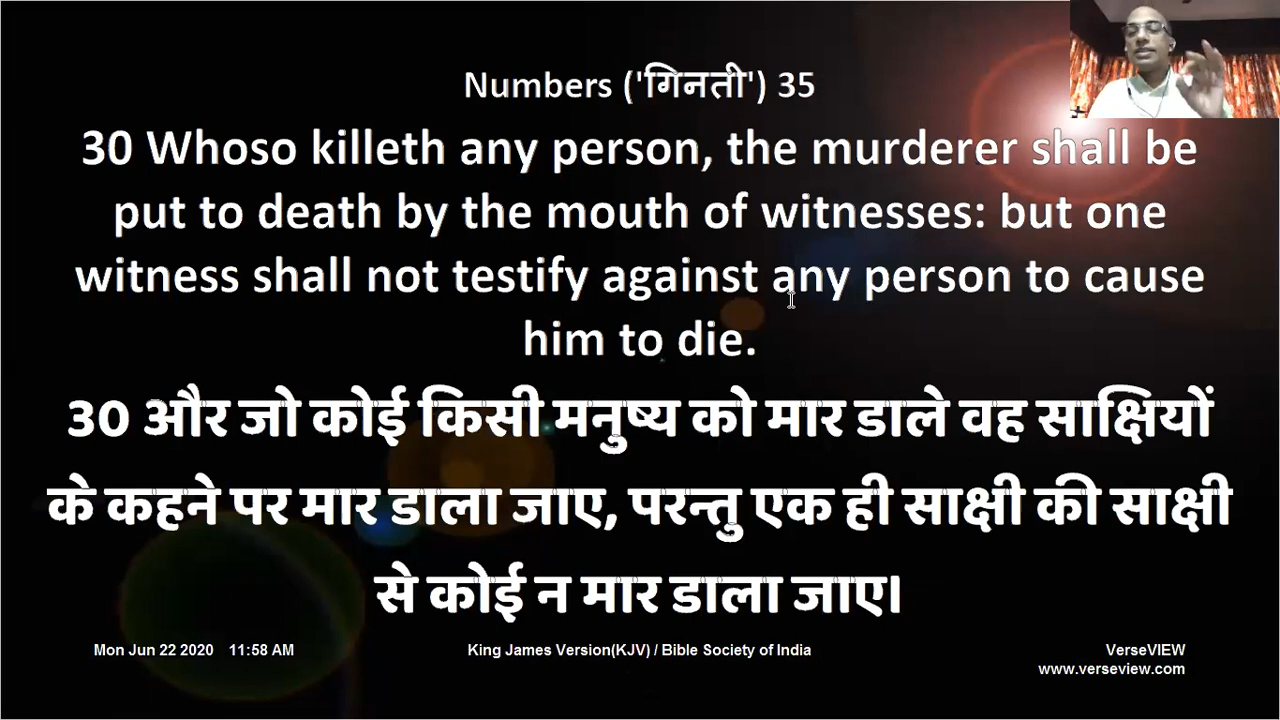 Numbers ('गिनती') 35
30 Whoso killeth any person, the murderer shall be
put to death by the mouth of witnesses: but one
witness shall not testify against any person to cause
him to die.
30 और जो कोई किसी मनुष्य को मार डाले वह साक्षियों
के कहने पर मार डाला जाए, परन्तु एक ही साक्षी की साक्षी
से कोई न मार डाला जाए।
Mon Jun 22 2020 11:58 AM
King James Version(KJV) / Bible Society of India
VerseVIEW
www.verseview.com